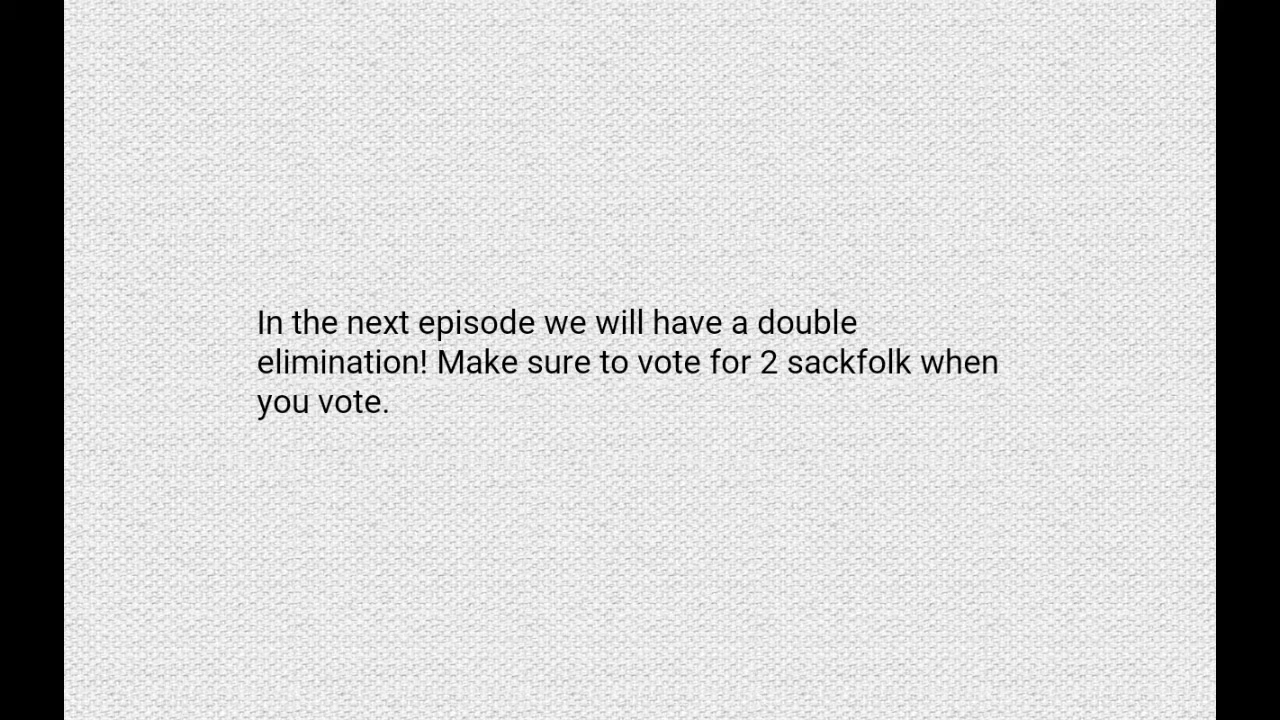 In the next episode we will have a double
elimination! Make sure to vote for 2 sackfolk when
you vote.